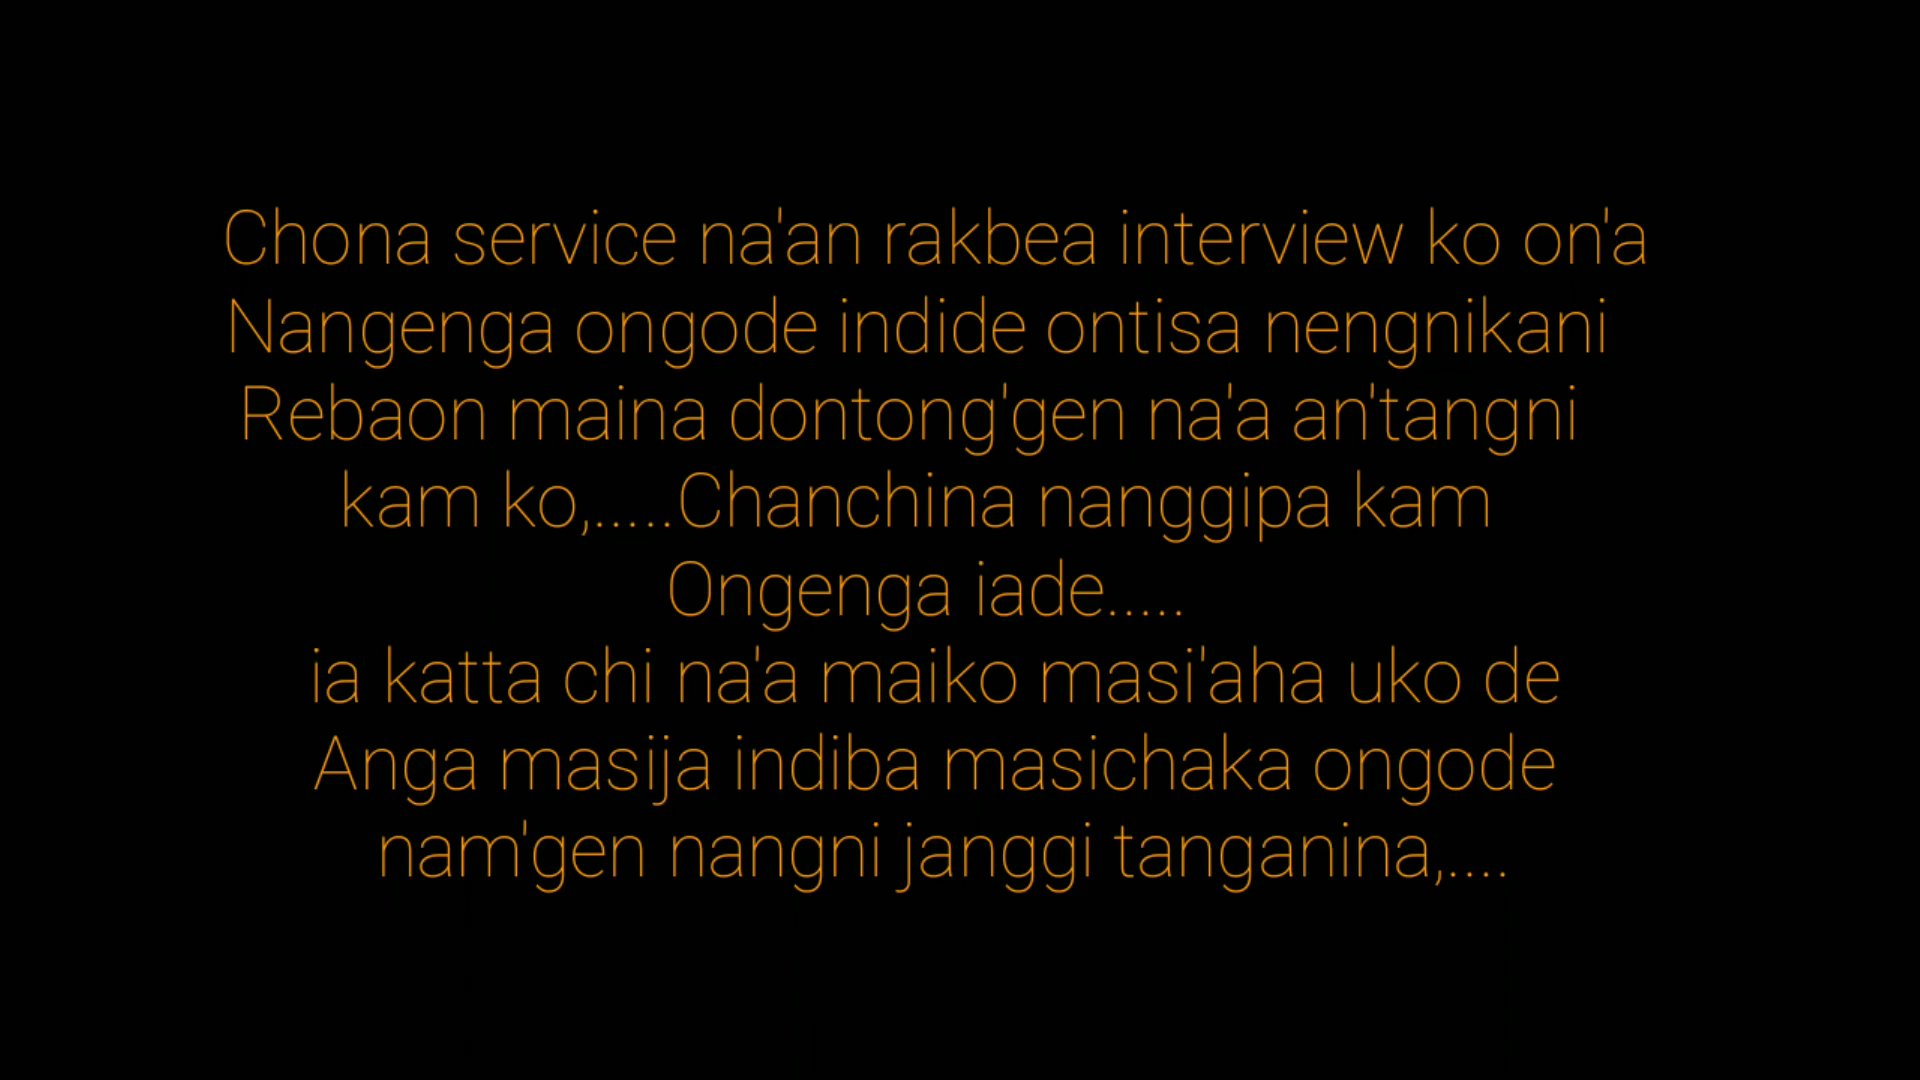 Chona service na'an rakbea interview ko on'a
Nangenga ongode indide ontisa nengnikani
Rebaon maina dontong'gen na'a an'tangni
kam ko,.....Chanchina nanggipa kam
Ongenga iade.....
ia katta chi na'a maiko masi'aha uko de
Anga masija indiba masichaka ongode
nam'gen nangni janggi tanganina,....